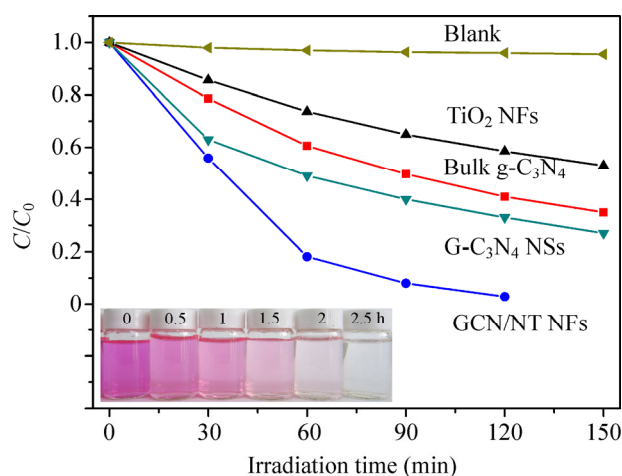 1.0
Blank
0.8
TiO₂ NFs
0.6
Bulk g-C₃N₄
0.4
C/C₀
G-C₃N₄ NSs
0.2
0
GCN/NT NFs
0 0.5 1 1.5 2 2.5 h
0 30 60 90 120 150
Irradiation time (min)